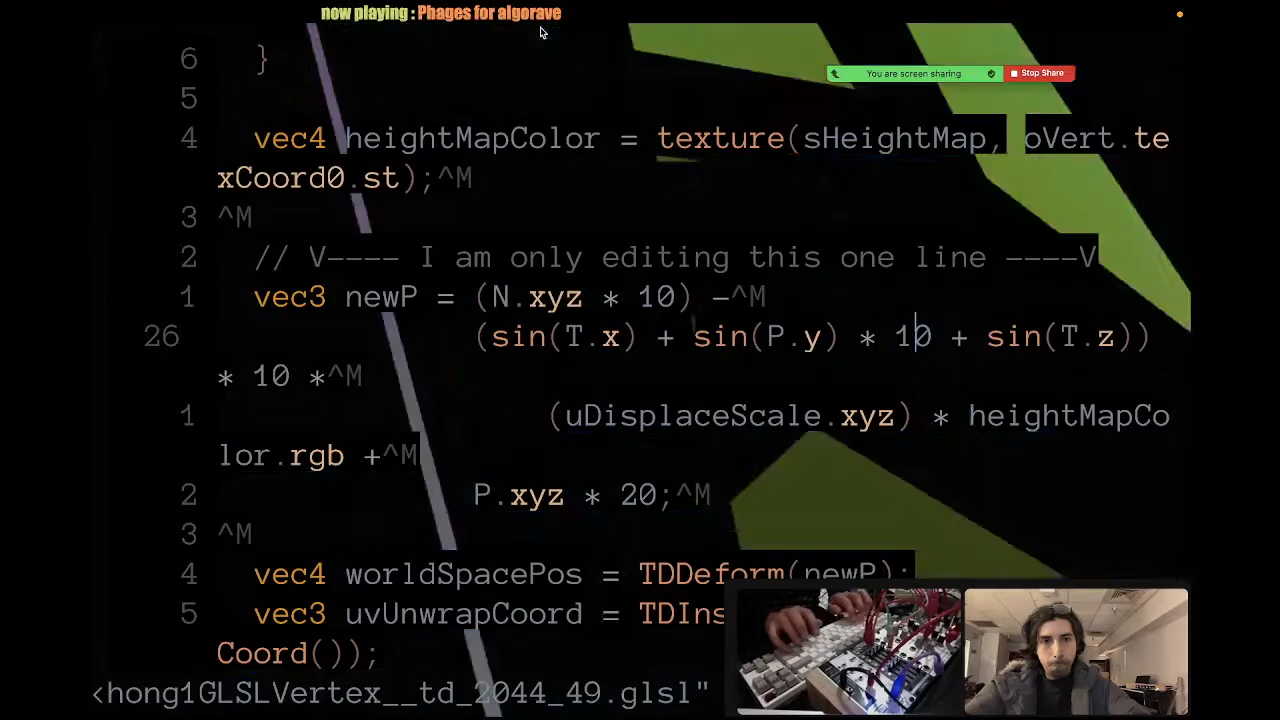 now playing : Phages for algorave
You are screen sharing
Stop Share
6 }
5
4 vec4 heightMapColor = texture(sHeightMap, oVert.te
xCoord0.st);^M
3 ^M
2 // V---- I am only editing this one line ----V
1 vec3 newP = (N.xyz * 10) -^M
26 (sin(T.x) + sin(P.y) * 10 + sin(T.z))
* 10 *^M
1 (uDisplaceScale.xyz) * heightMapCo
lor.rgb +^M
2 P.xyz * 20;^M
3 ^M
4 vec4 worldSpacePos = TDDeform(newP);
5 vec3 uvUnwrapCoord = TDIns
Coord());
<hong1GLSLVertex__td_2044_49.glsl"